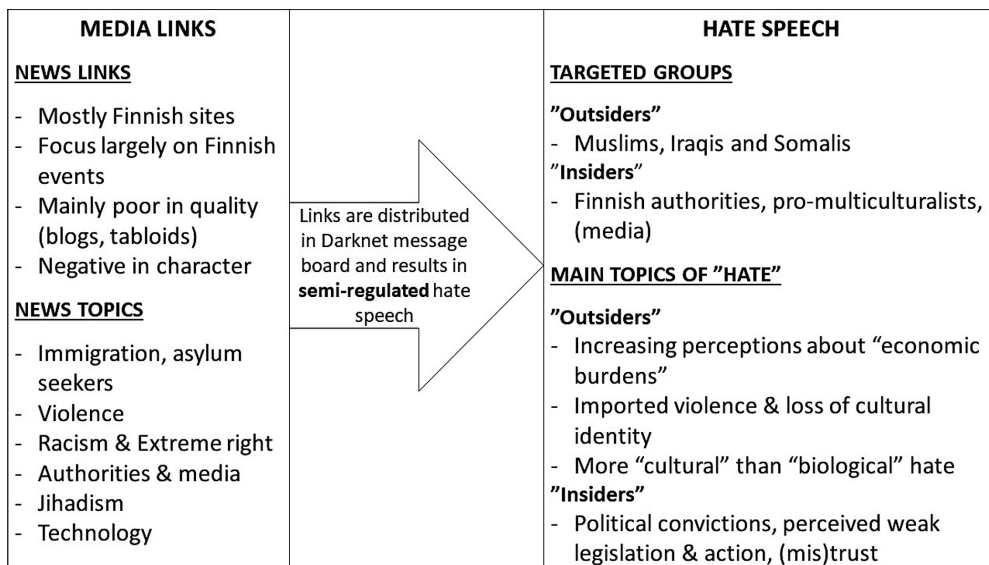 MEDIA LINKS
NEWS LINKS
- Mostly Finnish sites
- Focus largely on Finnish
events
- Mainly poor in quality
(blogs, tabloids)
- Negative in character
NEWS TOPICS
- Immigration, asylum
seekers
- Violence
- Racism & Extreme right
- Authorities & media
- Jihadism
- Technology
Links are distributed
in Darknet message
board and results in
semi-regulated hate
speech
HATE SPEECH
TARGETED GROUPS
”Outsiders”
- Muslims, Iraqis and Somalis
”Insiders”
- Finnish authorities, pro-multiculturalists,
(media)
MAIN TOPICS OF ”HATE”
”Outsiders”
- Increasing perceptions about “economic
burdens”
- Imported violence & loss of cultural
identity
- More “cultural” than “biological” hate
”Insiders”
- Political convictions, perceived weak
legislation & action, (mis)trust